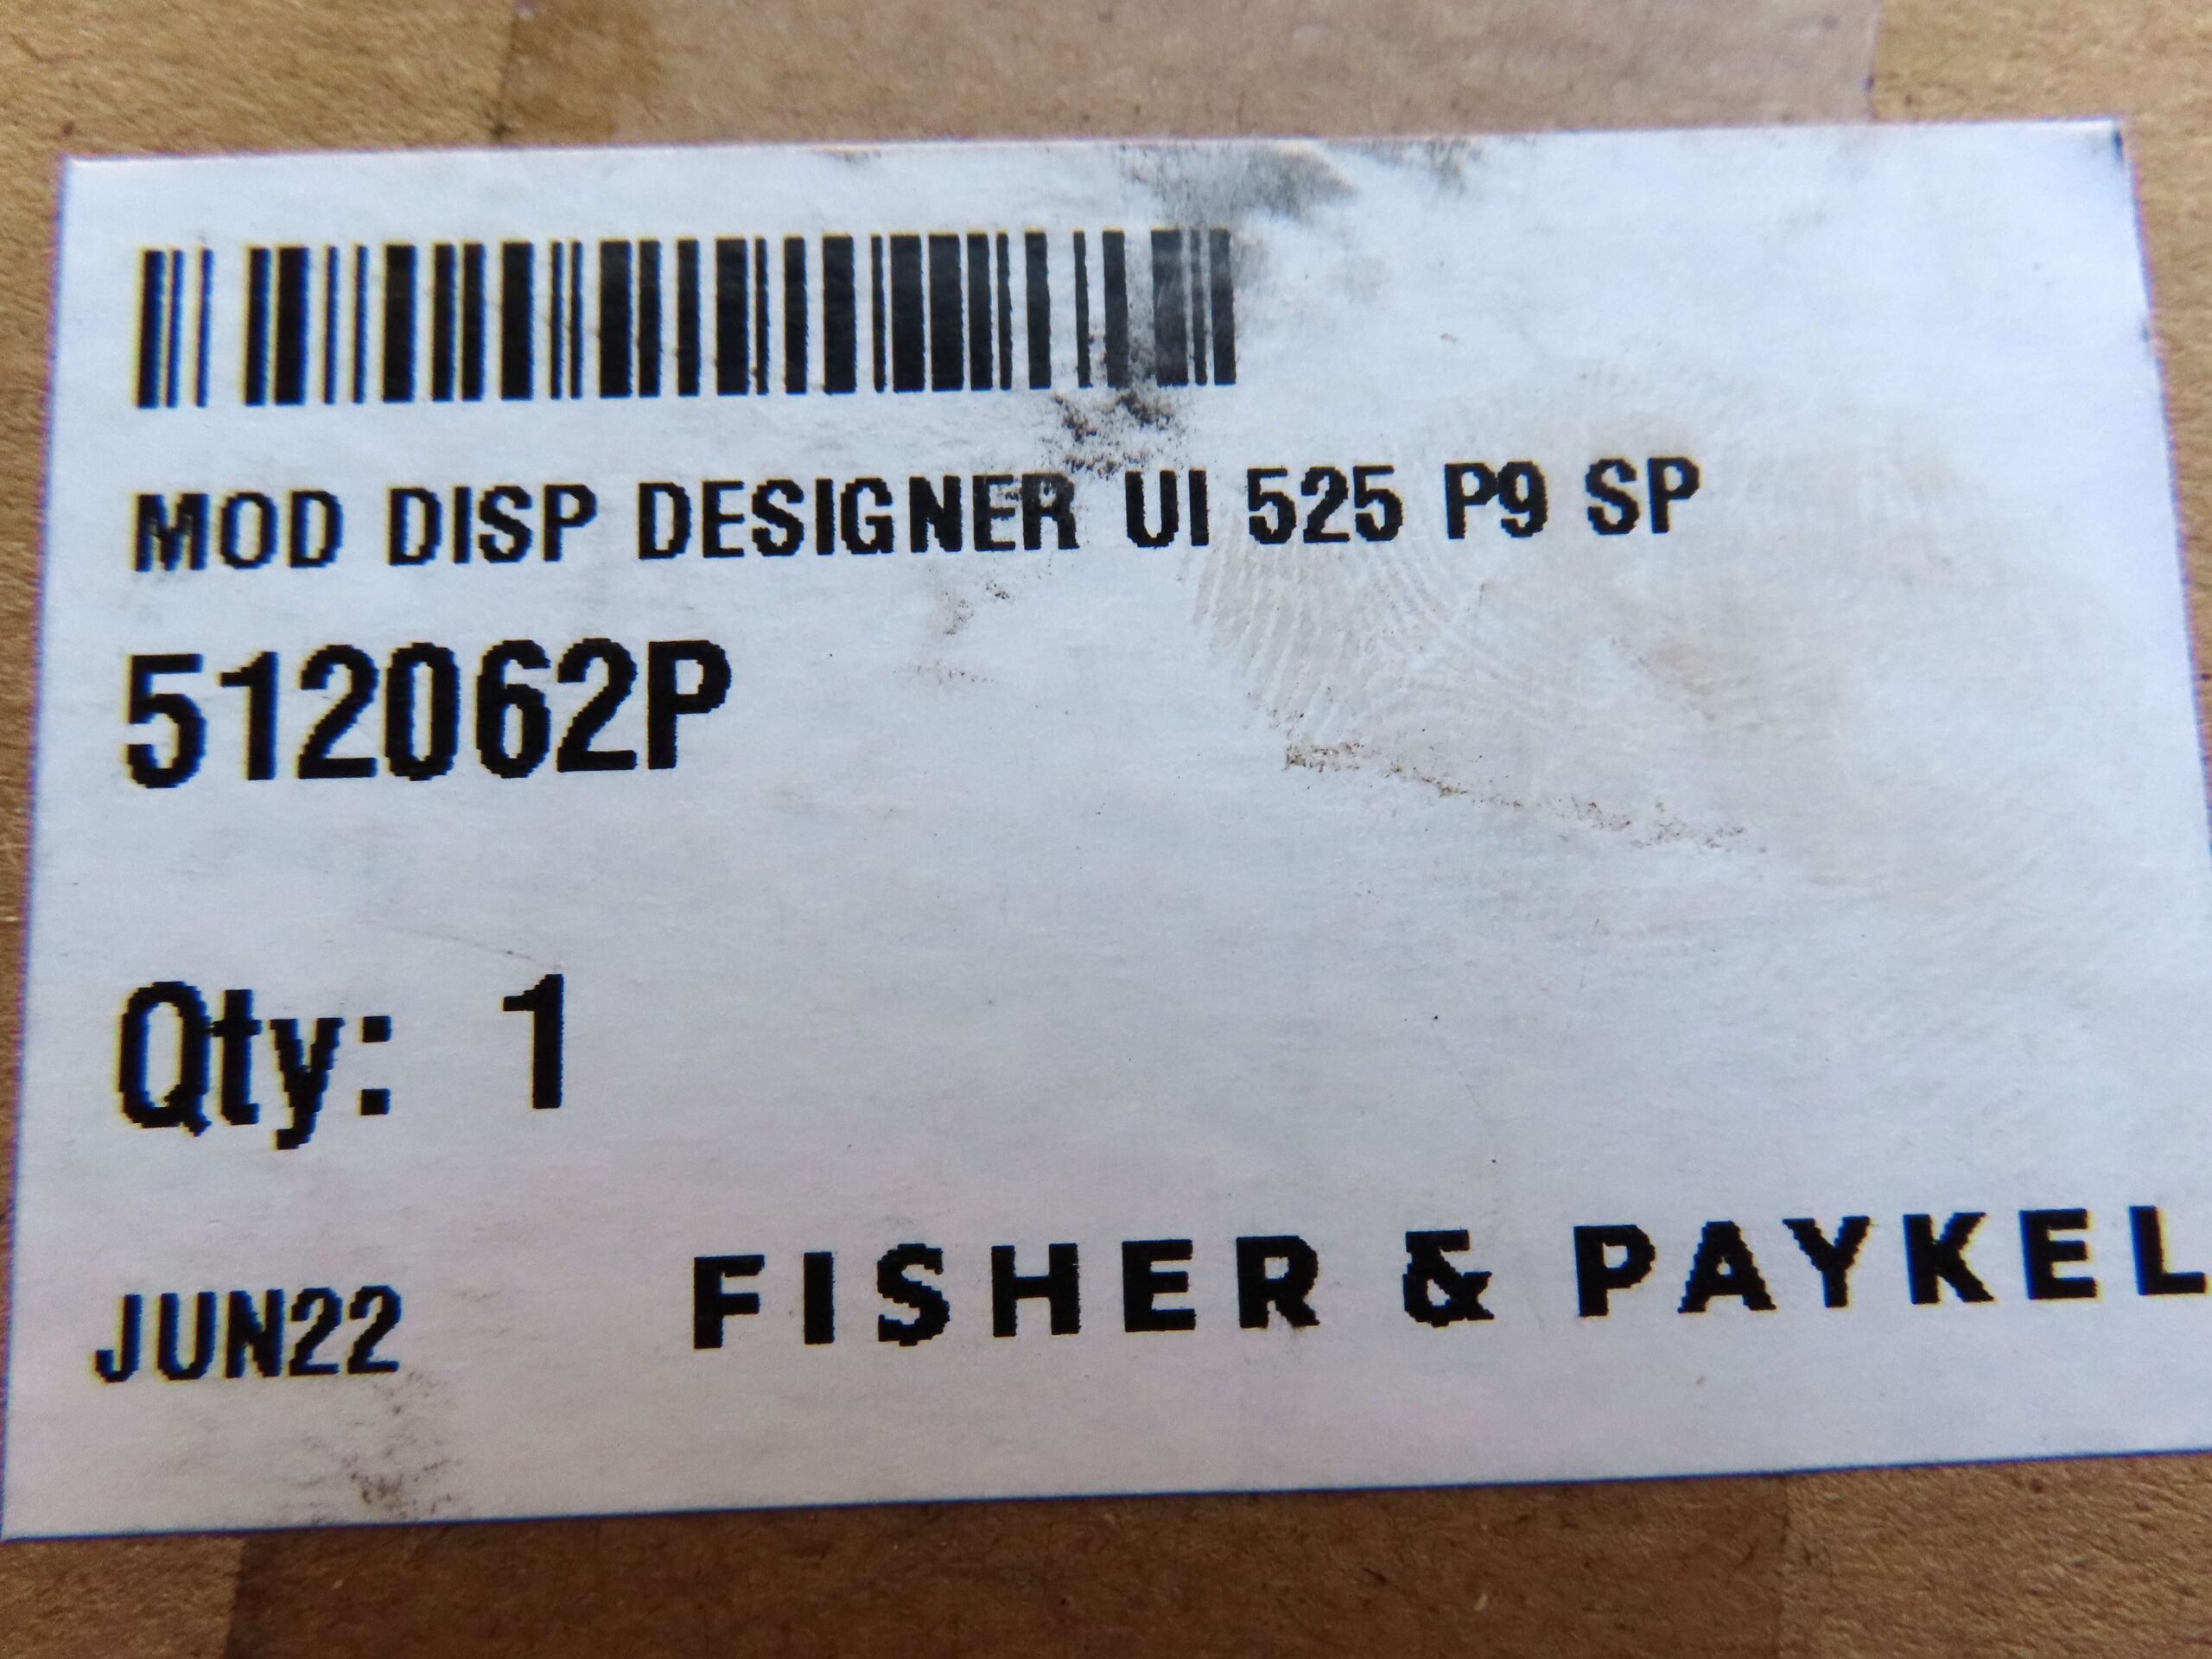 MOD DISP DESIGNER UI 525 P9 SP
512062P
Qty: 1
JUN22
FISHER & PAYKEL